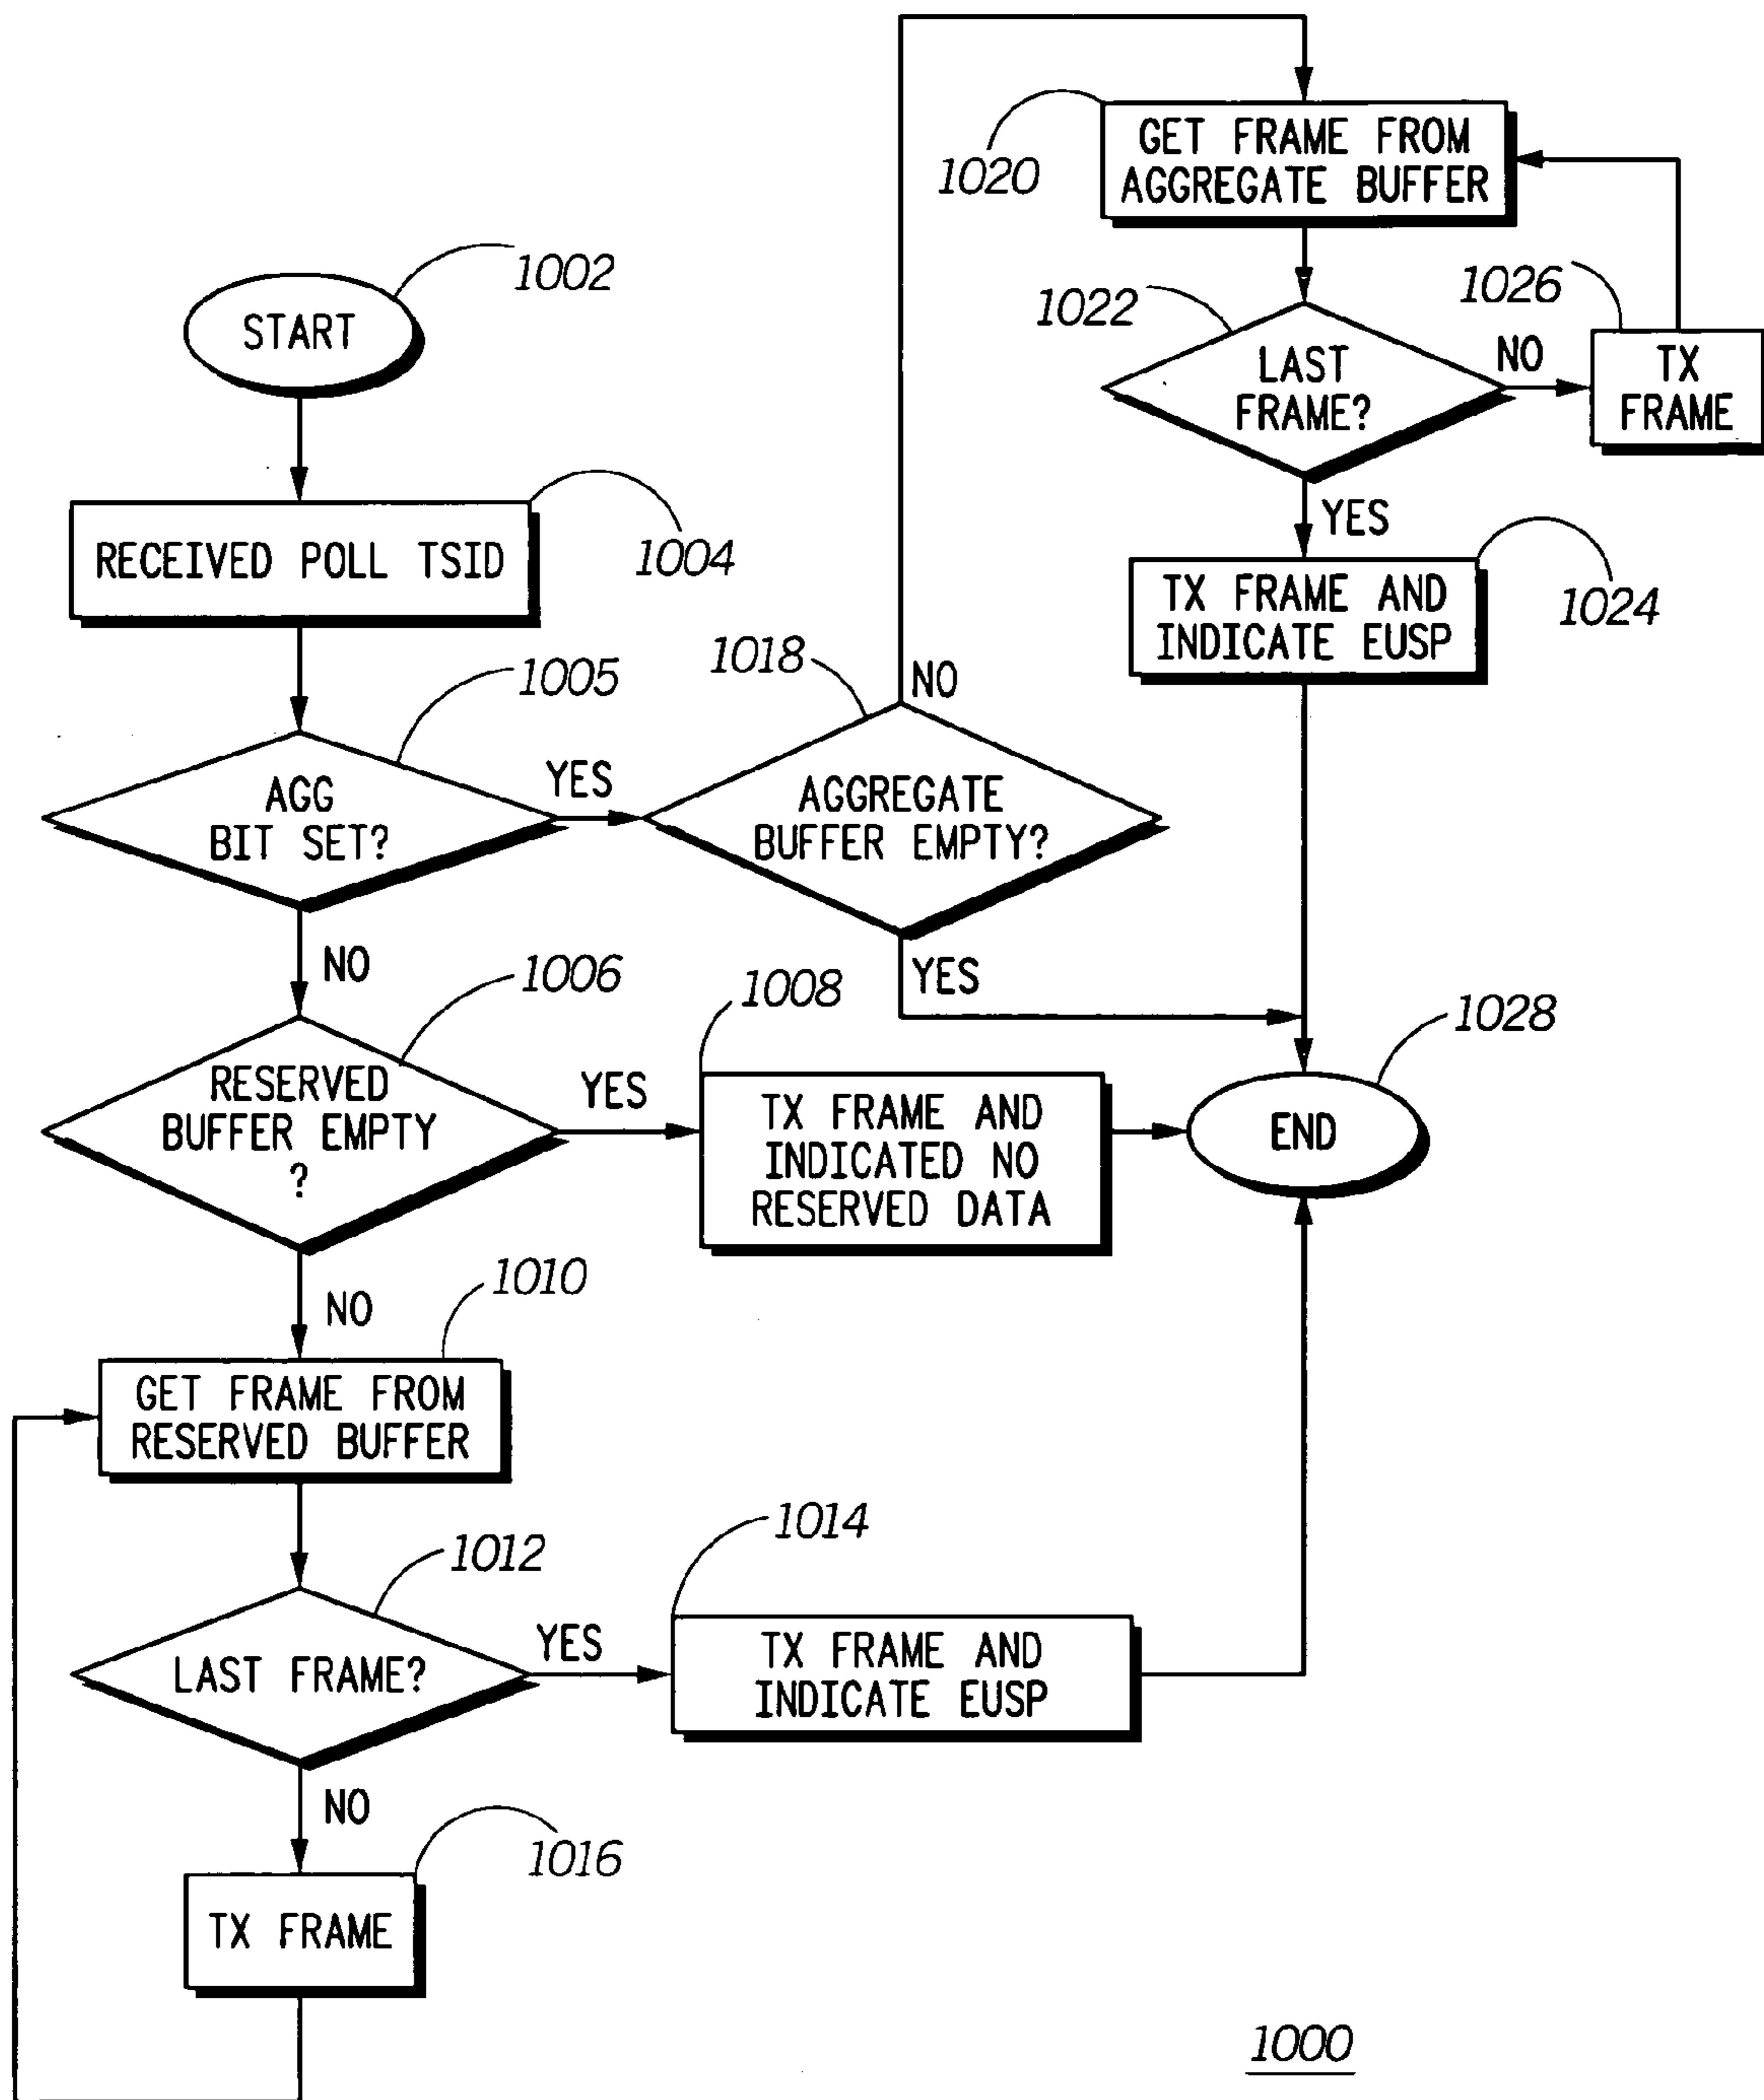 START
1002
RECEIVED POLL TSID
1004
AGG
BIT SET?
1005
YES
NO
RESERVED
BUFFER EMPTY
?
1006
YES
NO
TX FRAME AND
INDICATED NO
RESERVED DATA
1008
GET FRAME FROM
RESERVED BUFFER
1010
LAST FRAME?
1012
YES
NO
TX FRAME AND
INDICATE EUSP
1014
TX FRAME
1016
AGGREGATE
BUFFER EMPTY?
1018
NO
YES
GET FRAME FROM
AGGREGATE BUFFER
1020
LAST
FRAME?
1022
NO
YES
TX
FRAME
1026
TX FRAME AND
INDICATE EUSP
1024
END
1028
1000